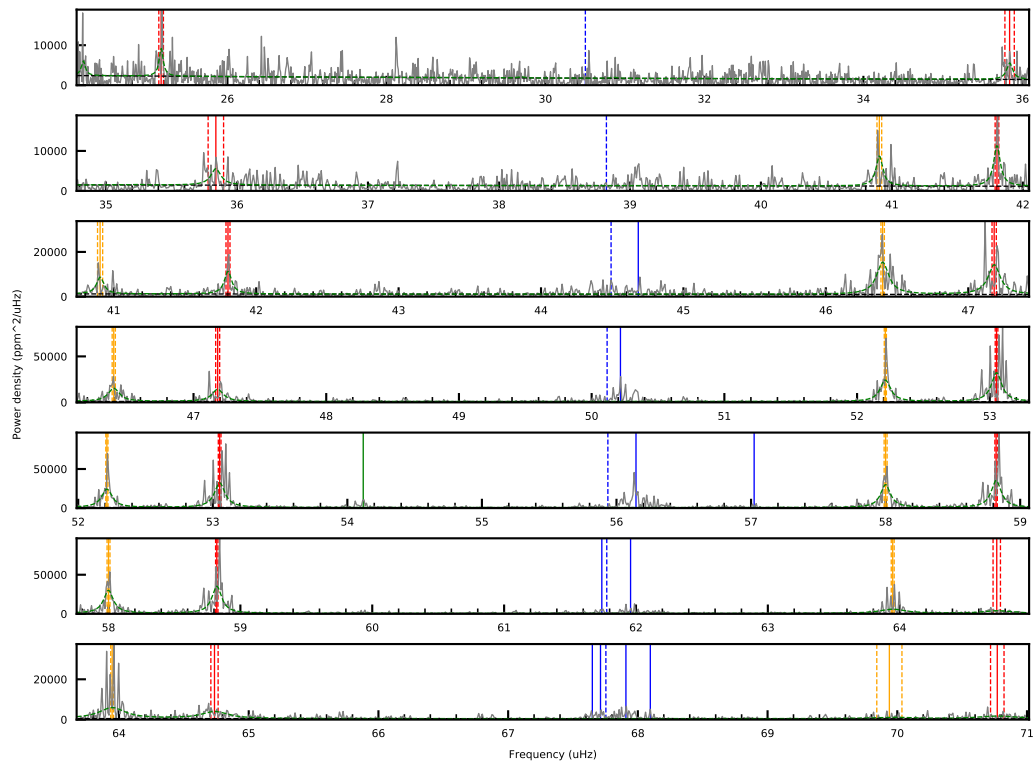 10000
0
26 28 30 32 34 36
10000
0
35 36 37 38 39 40 41 42
20000
0
41 42 43 44 45 46 47
50000
0
47 48 49 50 51 52 53
50000
0
52 53 54 55 56 57 58 59
50000
0
58 59 60 61 62 63 64
20000
0
64 65 66 67 68 69 70 71
Power density (ppm^2/uHz)
Frequency (uHz)